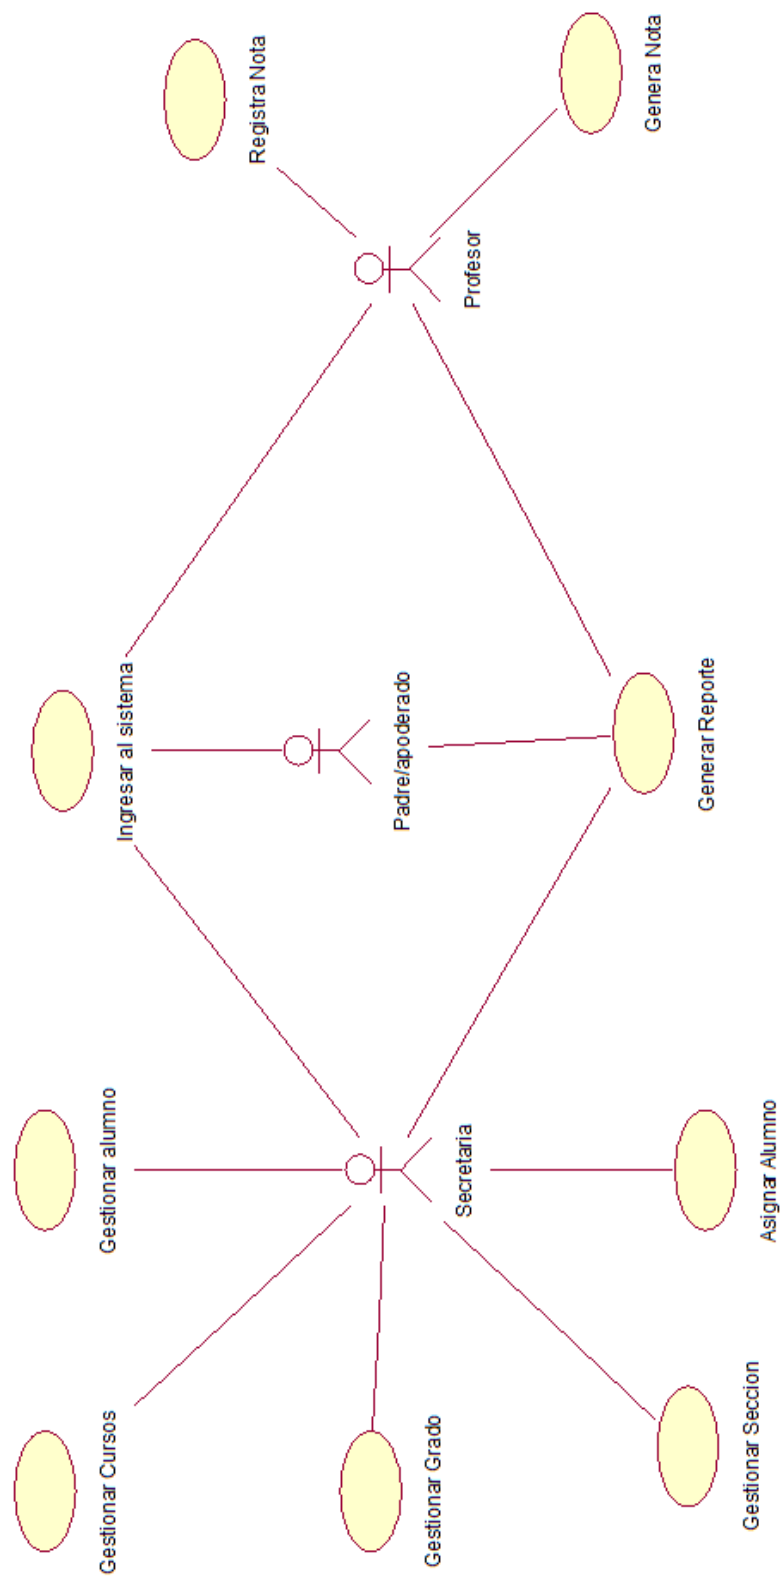 Gestionar Cursos
Gestionar alumno
Ingresar al sistema
Registra Nota
Padre/apoderado
Gestionar Grado
Secretaria
Profesor
Genera Nota
Generar Reporte
Gestionar Seccion
Asignar Alumno